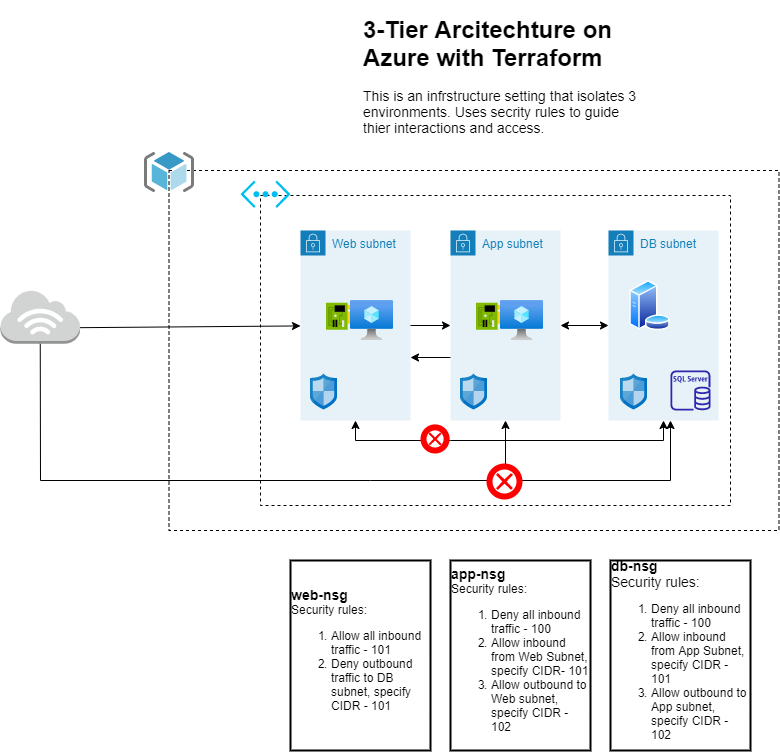 3-Tier Arcitechture on
Azure with Terraform
This is an infrstructure setting that isolates 3
environments. Uses secrity rules to guide
thier interactions and access.
Web subnet
App subnet
DB subnet
SQL Server
web-nsg
Security rules:
1. Allow all inbound
traffic - 101
2. Deny outbound
traffic to DB
subnet, specify
CIDR - 101
app-nsg
Security rules:
1. Deny all inbound
traffic - 100
2. Allow inbound
from Web Subnet,
specify CIDR- 101
3. Allow outbound to
Web subnet,
specify CIDR -
102
db-nsg
Security rules:
1. Deny all inbound
traffic - 100
2. Allow inbound
from App Subnet,
specify CIDR -
101
3. Allow outbound to
App subnet,
specify CIDR -
102